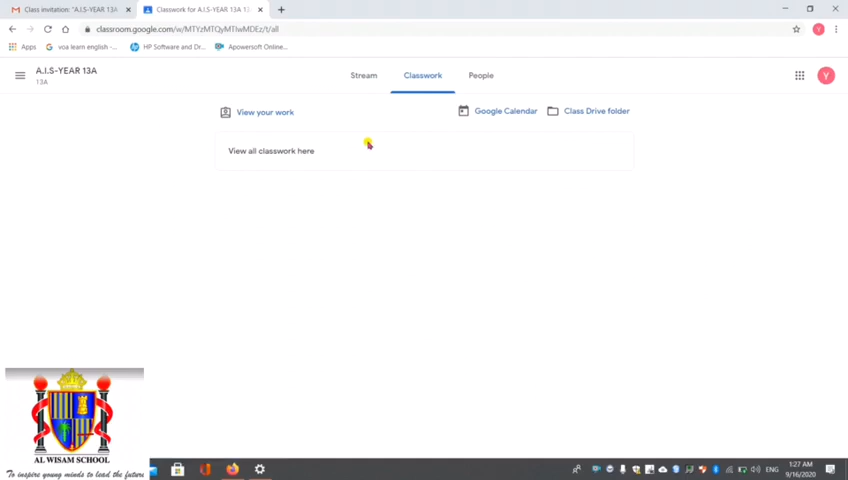 Class invitation: "A.I.S-YEAR 13A
Classwork for A.I.S-YEAR 13A 13
classroom.google.com/w/MTYzMTQyMTIwMDEz/t/all
Apps
voa learn english -...
HP Software and Dr...
Apowersoft Online...
A.I.S-YEAR 13A
13A
Stream
Classwork
People
Y
View your work
Google Calendar
Class Drive folder
View all classwork here
AL WISAM SCHOOL
To inspire young minds to lead the future
ENG
1:27 AM
9/16/2020